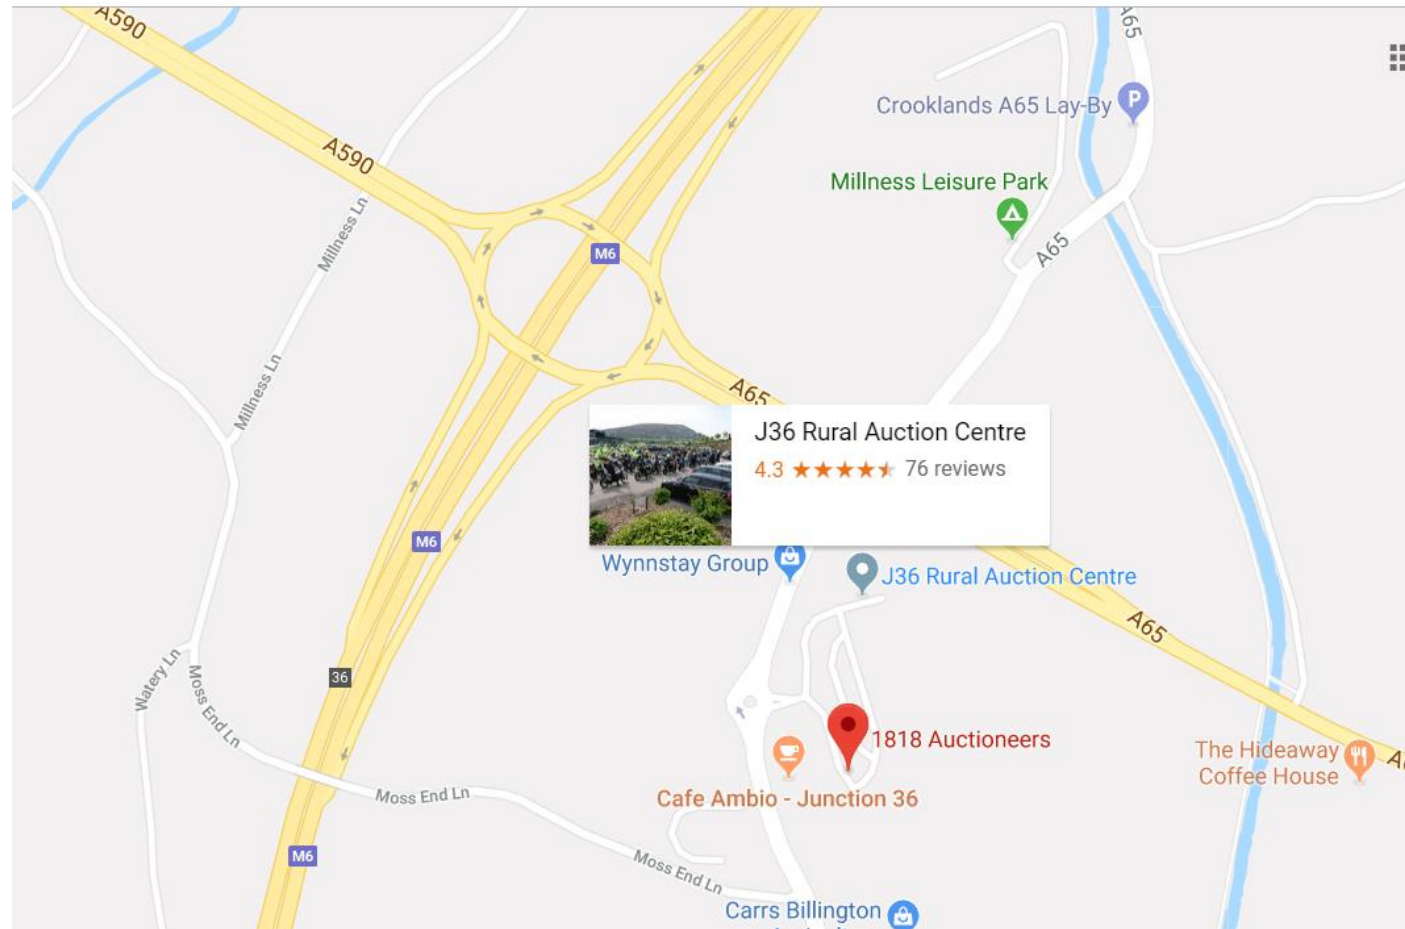 A590
A65
Crooklands A65 Lay-By
P
A590
Millness Leisure Park
Millness Ln
M6
A65
Millness Ln
A65
J36 Rural Auction Centre
4.3 76 reviews
M6
Wynnstay Group
J36 Rural Auction Centre
A65
36
Watery Ln
Moss End Ln
1818 Auctioneers
The Hideaway
Coffee House
Cafe Ambio - Junction 36
Moss End Ln
M6
Moss End Ln
Carrs Billington